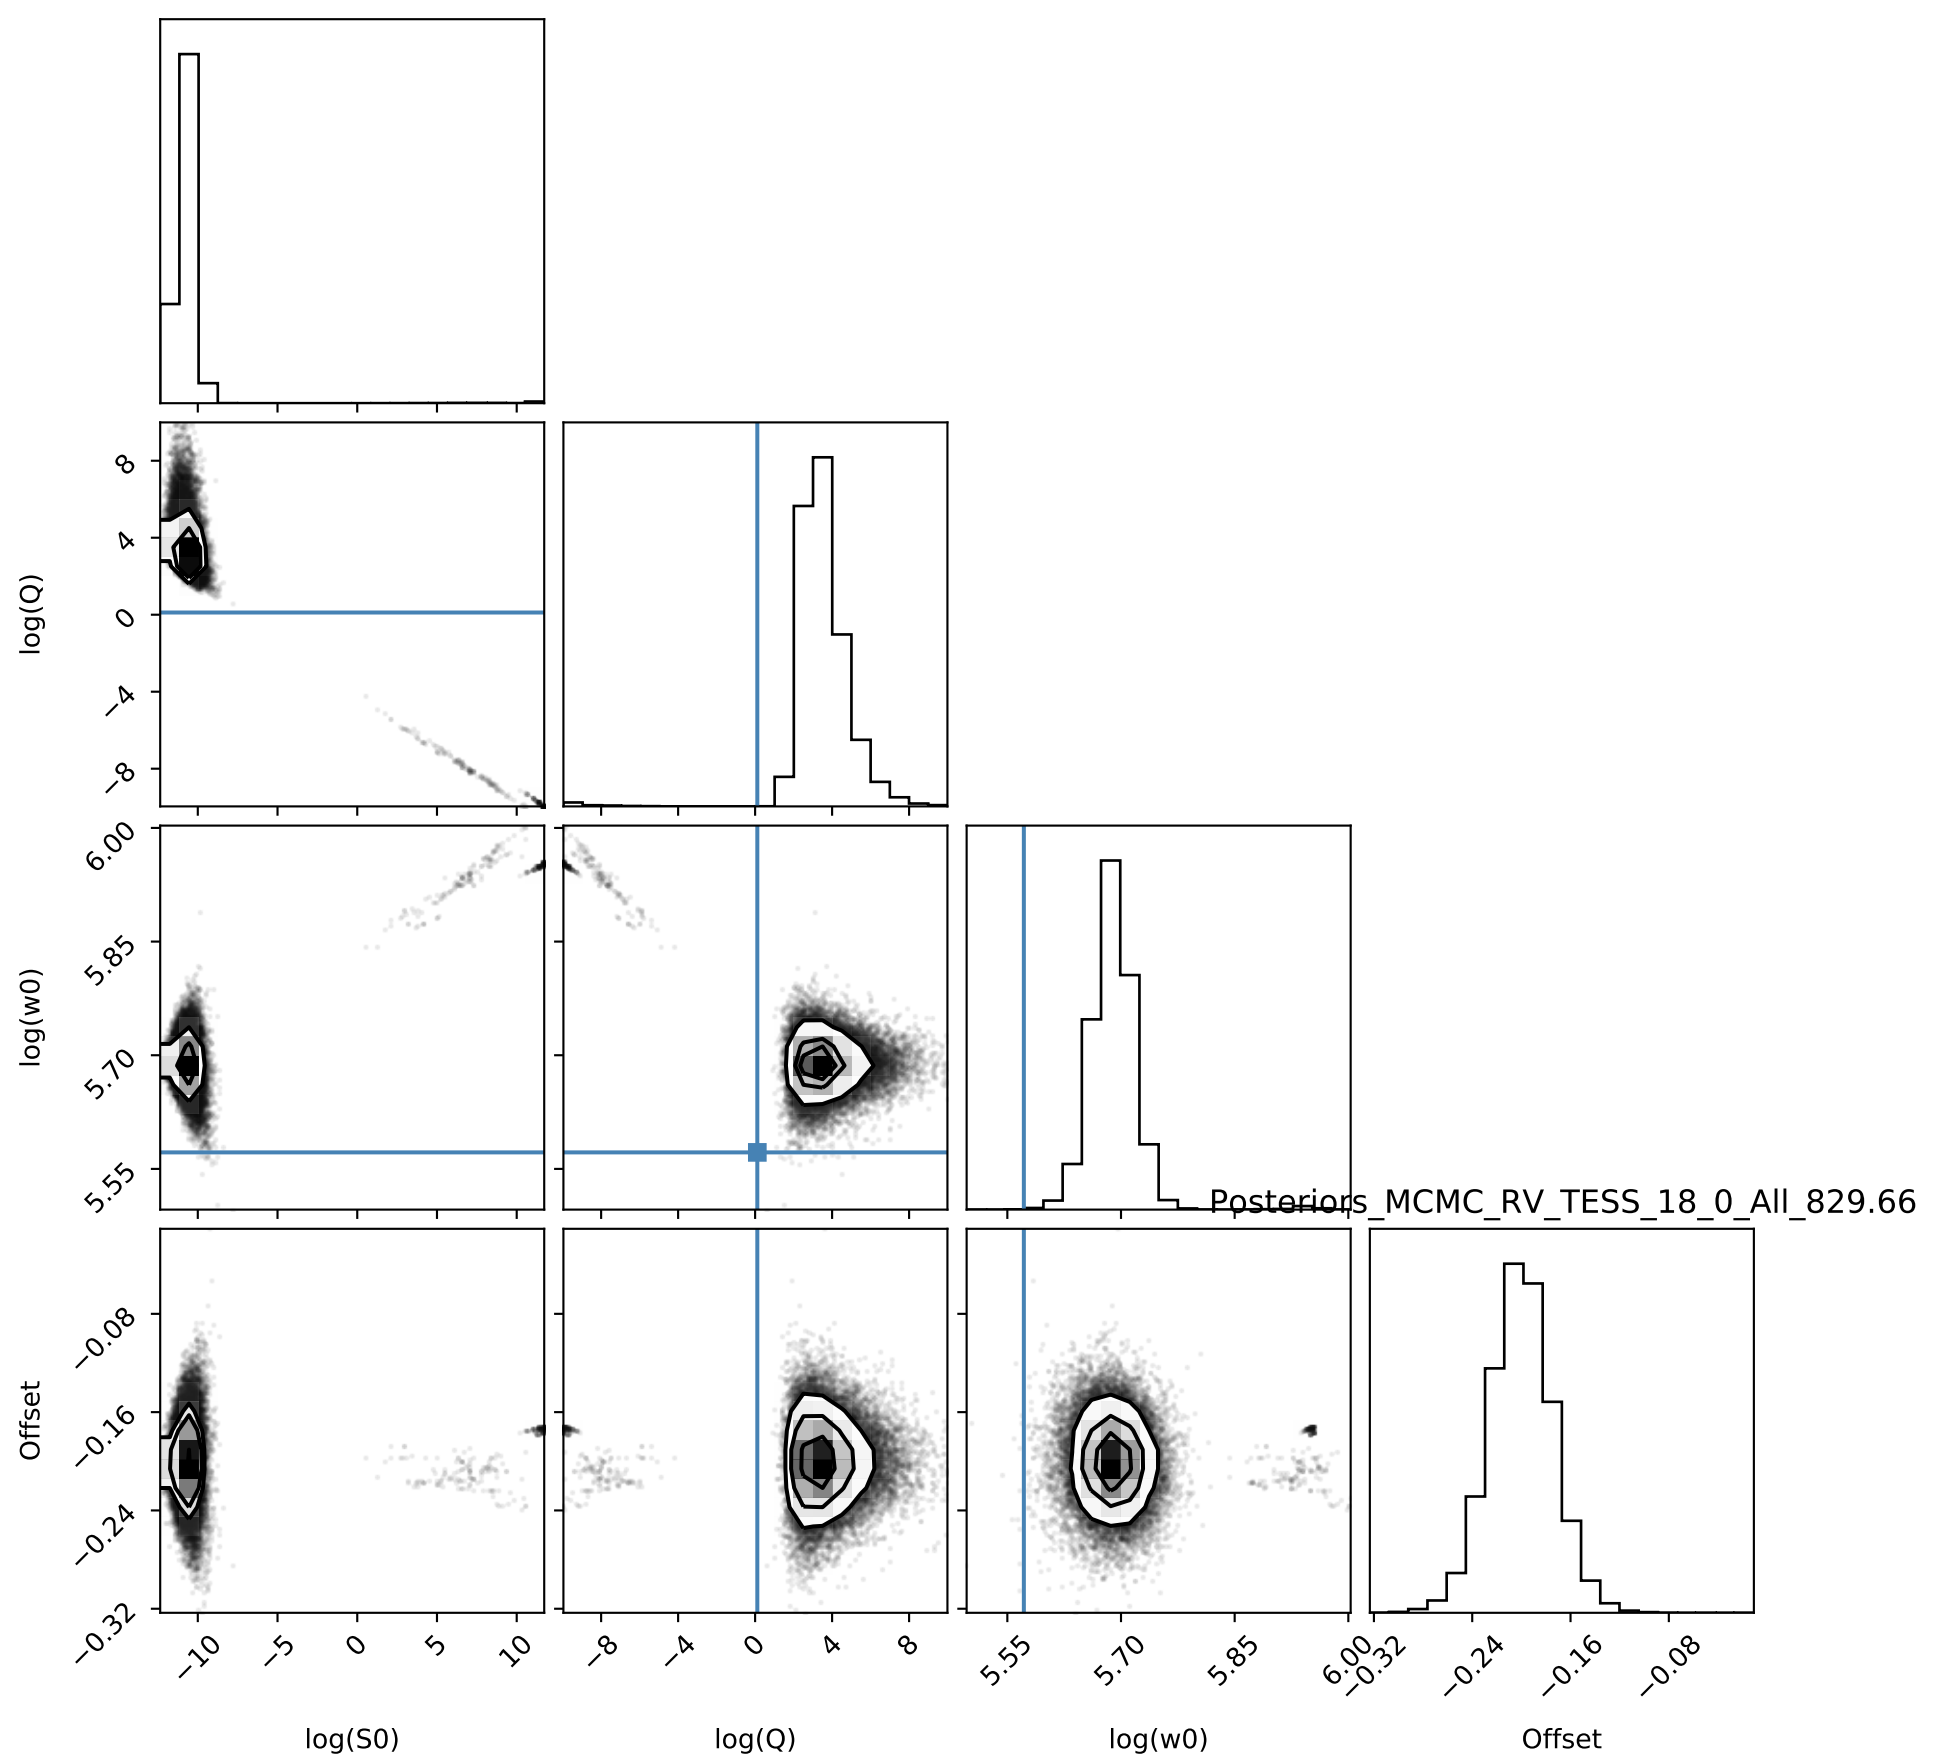 8
4
0
−4
−8
log(Q)
6.00
5.85
5.70
5.55
log(w0)
Posteriors_MCMC_RV_TESS_18_0_All_829.66
−0.08
−0.16
−0.24
−0.32
Offset
−10 −5 0 5 10 −8 −4 0 4 8 5.55 5.70 5.85 6.00 −0.32 −0.24 −0.16 −0.08
log(S0) log(Q) log(w0) Offset